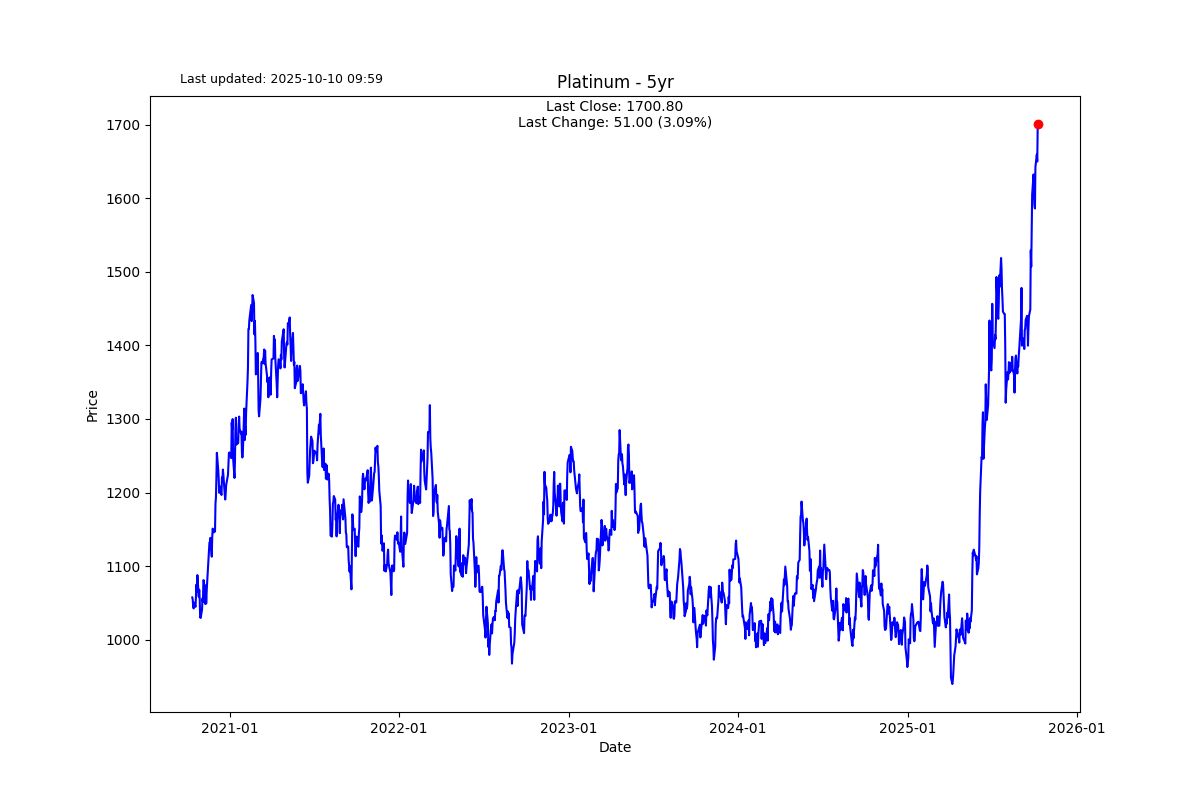 Last updated: 2025-10-10 09:59
Platinum - 5yr
Last Close: 1700.80
Last Change: 51.00 (3.09%)
1700
1600
1500
1400
1300
1200
1100
1000
Price
2021-01
2022-01
2023-01
2024-01
2025-01
2026-01
Date